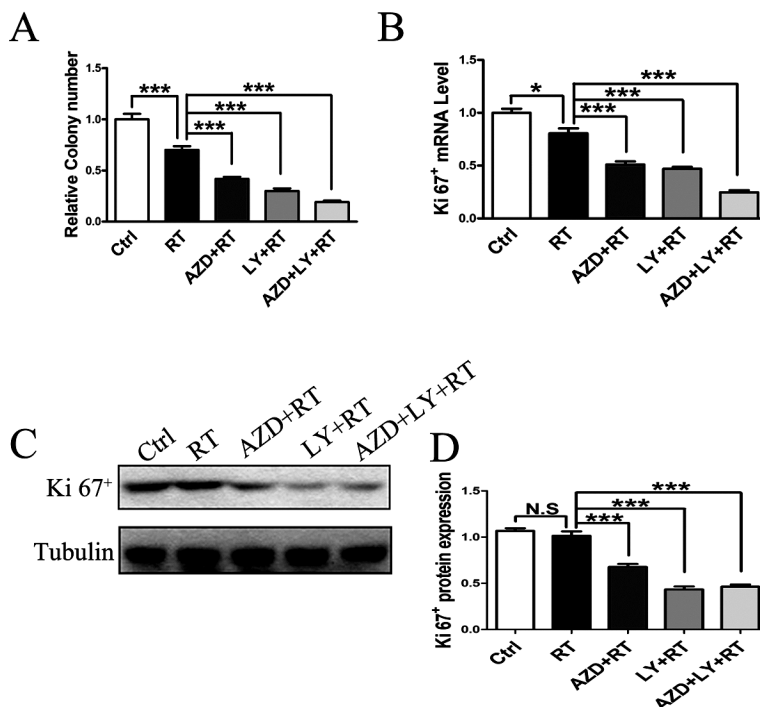 A
Relative Colony number
1.5
1.0
0.5
0.0
***
***
***
***
Ctrl
RT
AZD+RT
LY+RT
AZD+LY+RT
B
Ki 67⁺ mRNA Level
1.5
1.0
0.5
0.0
*
***
***
***
Ctrl
RT
AZD+RT
LY+RT
AZD+LY+RT
C
Ctrl
RT
AZD+RT
LY+RT
AZD+LY+RT
Ki 67⁺
Tubulin
D
Ki 67⁺ protein expression
1.5
1.0
0.5
0.0
N.S
***
***
***
Ctrl
RT
AZD+RT
LY+RT
AZD+LY+RT